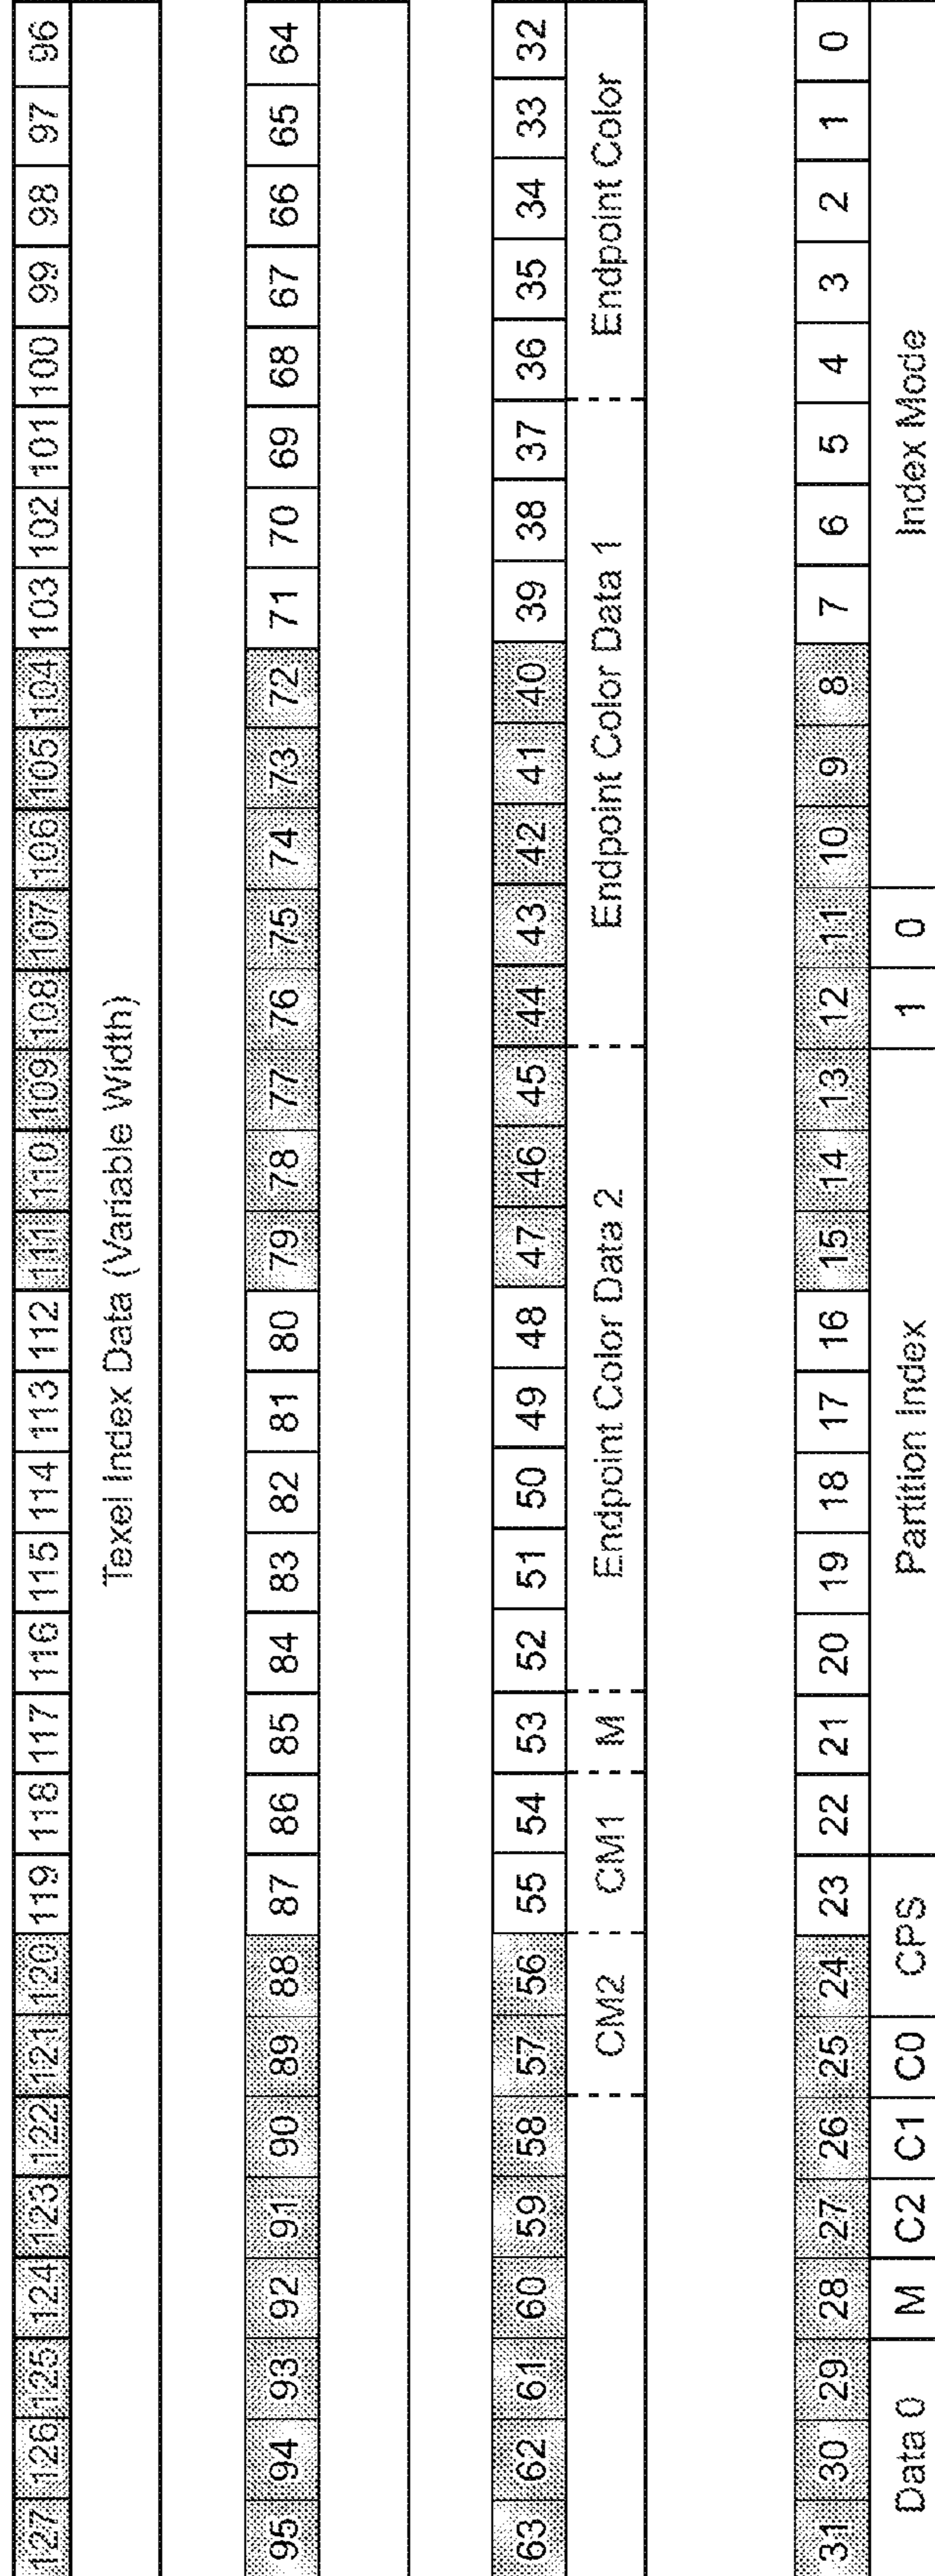 127 126 125 124 123 122 121 120 119 118 117 116 115 114 113 112 111 110 109 108 107 106 105 104 103 102 101 100 99 98 97 96
Texel Index Data (Variable Width)
95 94 93 92 91 90 89 88 87 86 85 84 83 82 81 80 79 78 77 76 75 74 73 72 71 70 69 68 67 66 65 64
63 62 61 60 59 58 57 56 55 54 53 52 51 50 49 48 47 46 45 44 43 42 41 40 39 38 37 36 35 34 33 32
CM2 CM1 M Endpoint Color Data 2 Endpoint Color Data 1 Endpoint Color
31 30 29 28 27 26 25 24 23 22 21 20 19 18 17 16 15 14 13 12 11 10 9 8 7 6 5 4 3 2 1 0
Data 0 M C2 C1 C0 CPS Partition Index 1 0 Index Mode